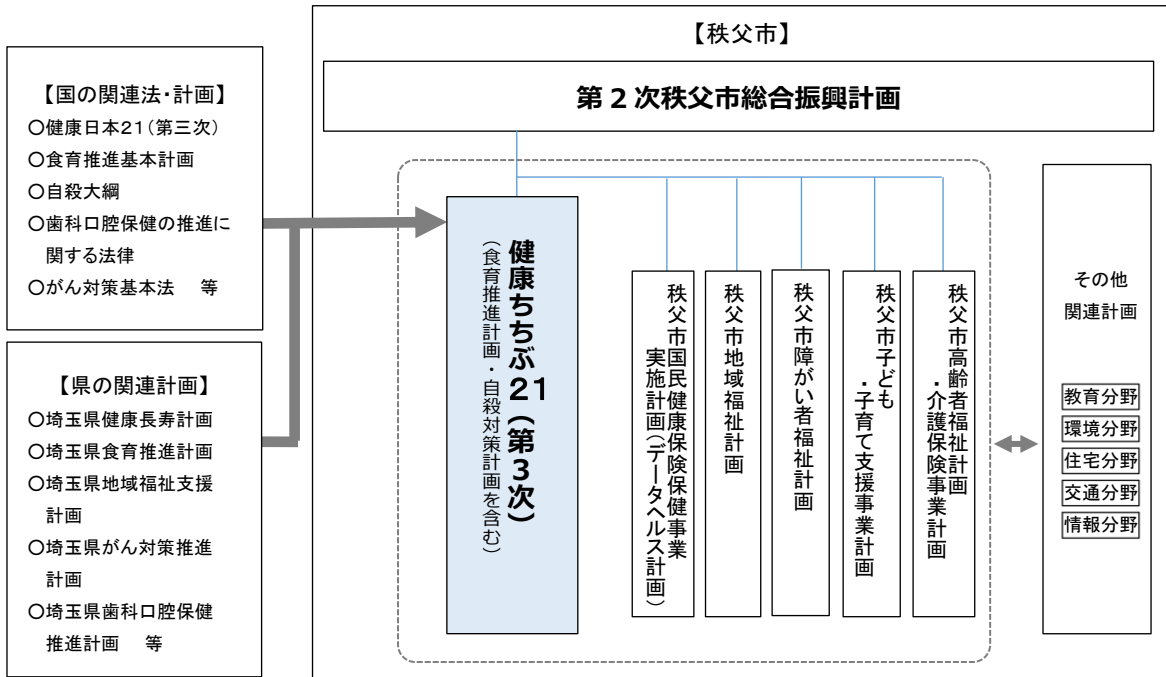 【国の関連法・計画】
○健康日本２１（第三次）
○食育推進基本計画
○自殺大綱
○歯科口腔保健の推進に
関する法律
○がん対策基本法　等
【県の関連計画】
○埼玉県健康長寿計画
○埼玉県食育推進計画
○埼玉県地域福祉支援
計画
○埼玉県がん対策推進
計画
○埼玉県歯科口腔保健
推進計画　等
【秩父市】
第２次秩父市総合振興計画
健康ちちぶ２１（第３次）
（食育推進計画・自殺対策計画を含む）
秩父市国民健康保険保健事業
実施計画（データヘルス計画）
秩父市地域福祉計画
秩父市障がい者福祉計画
秩父市子ども
・子育て支援事業計画
秩父市高齢者福祉計画
・介護保険事業計画
その他
関連計画
教育分野
環境分野
住宅分野
交通分野
情報分野